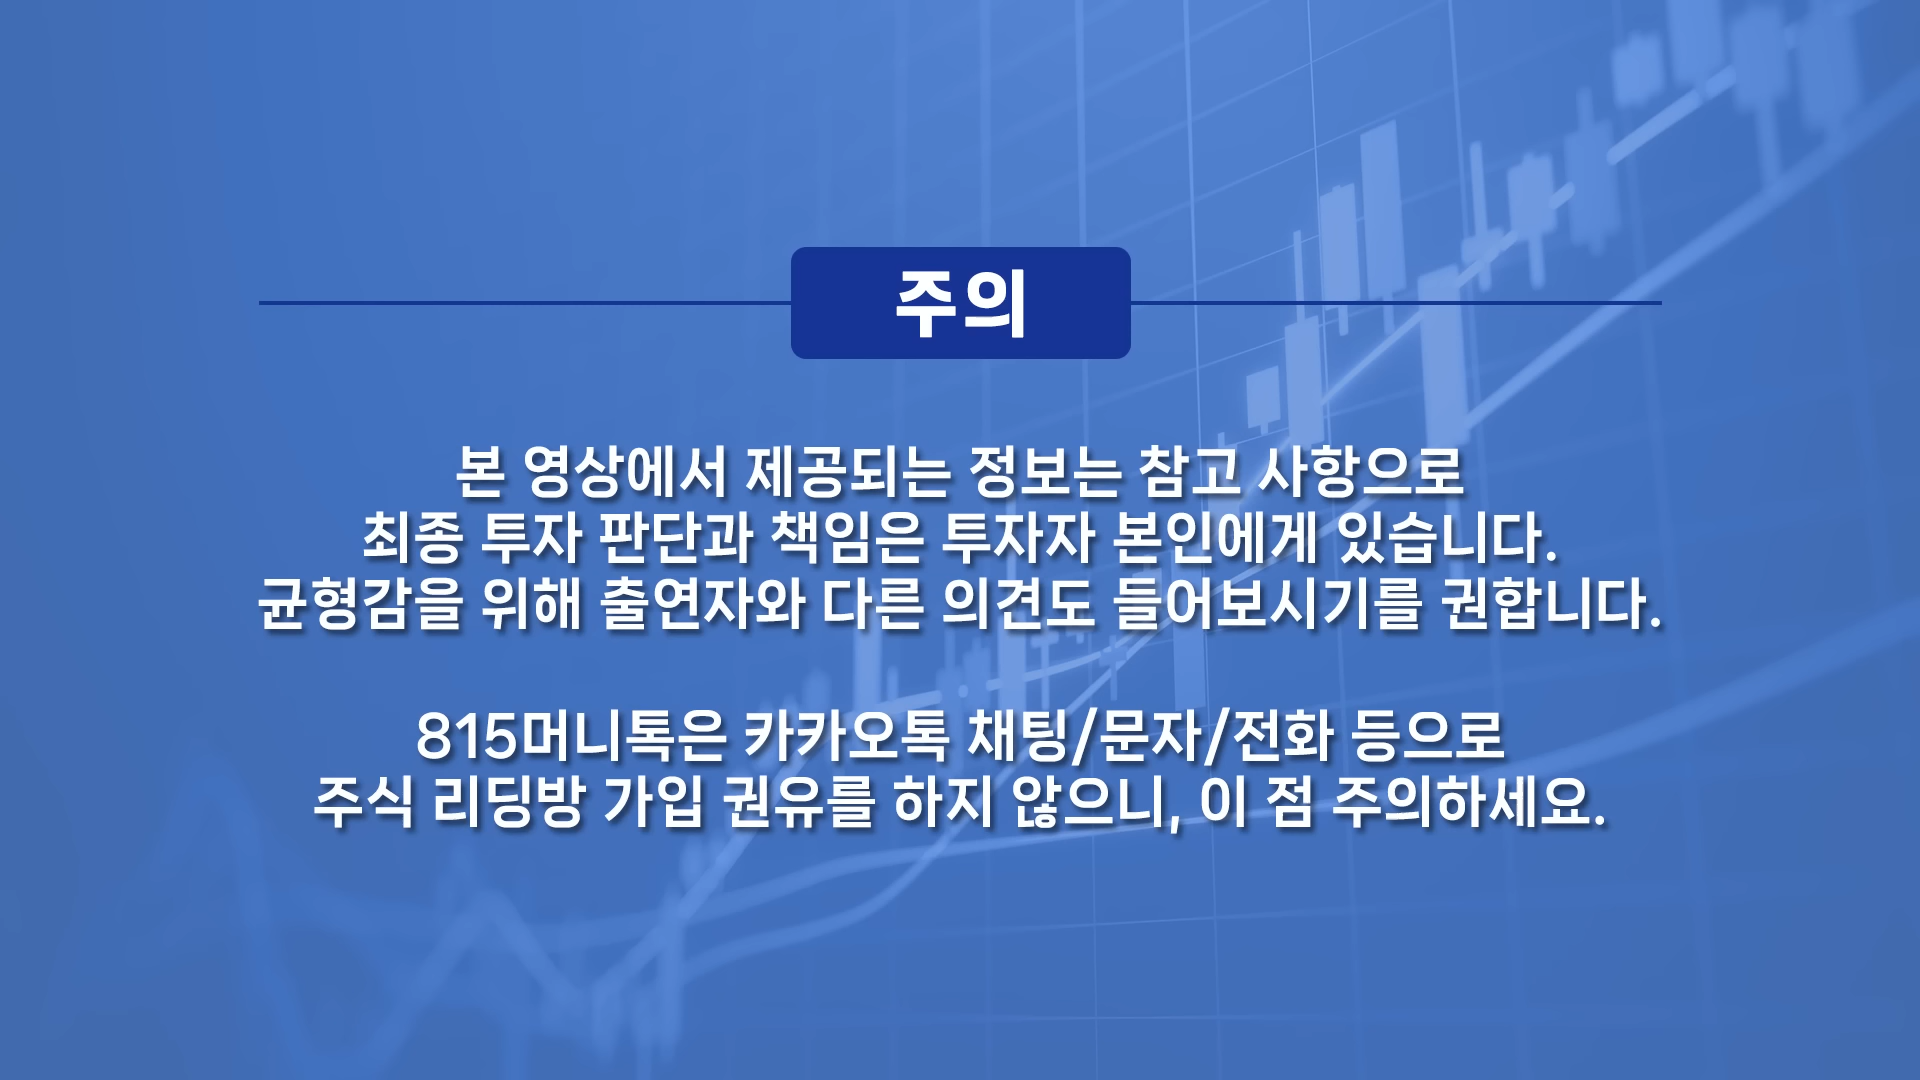 주의
본 영상에서 제공되는 정보는 참고 사항으로
최종 투자 판단과 책임은 투자자 본인에게 있습니다.
균형감을 위해 출연자와 다른 의견도 들어보시기를 권합니다.
815머니톡은 카카오톡 채팅/문자/전화 등으로
주식 리딩방 가입 권유를 하지 않으니, 이 점 주의하세요.